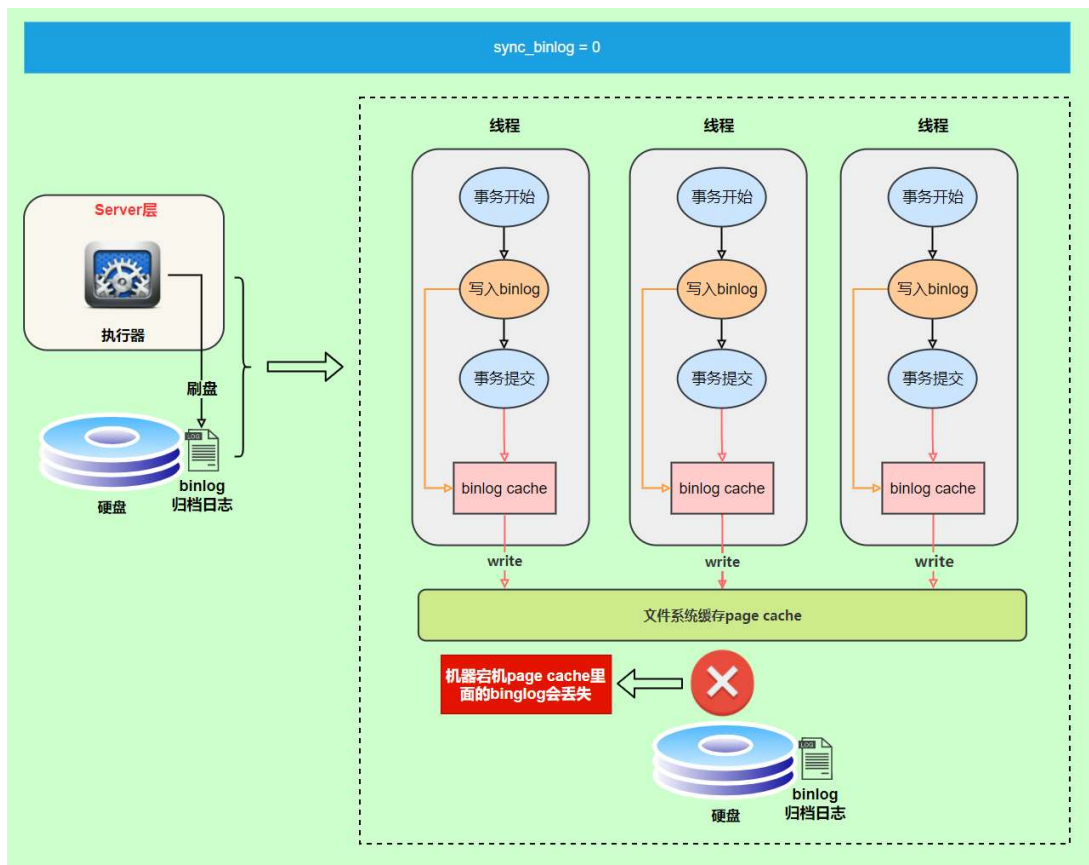 sync_binlog = 0
Server层
执行器
刷盘
硬盘
LOG
binlog
归档日志
线程
线程
线程
事务开始
事务开始
事务开始
写入binlog
写入binlog
写入binlog
事务提交
事务提交
事务提交
binlog cache
binlog cache
binlog cache
write
write
write
文件系统缓存page cache
机器宕机page cache里
面的binglog会丢失
硬盘
LOG
binlog
归档日志